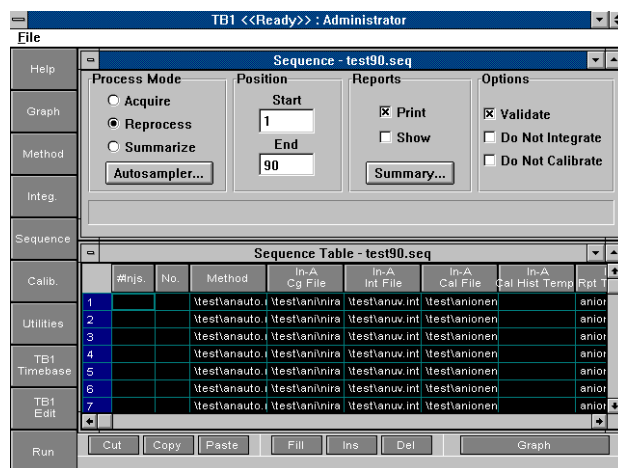 TB1 <<Ready>> : Administrator
File
Help
Graph
Method
Integ.
Sequence
Calib.
Utilities
TB1 Timebase
TB1 Edit
Run
Sequence - test90.seq
Process Mode
Acquire
Reprocess
Summarize
Autosampler...
Position
Start
1
End
90
Reports
Print
Show
Summary...
Options
Validate
Do Not Integrate
Do Not Calibrate
Sequence Table - test90.seq
#Injs. No. Method In-A Cg File In-A Int File In-A Cal File In-A Cal Hist Temp Rpt T
1 \test\anauto. \test\ani\nira \test\anuv.int \test\anionen anior
2 \test\anauto. \test\ani\nira \test\anuv.int \test\anionen anior
3 \test\anauto. \test\ani\nira \test\anuv.int \test\anionen anior
4 \test\anauto. \test\ani\nira \test\anuv.int \test\anionen anior
5 \test\anauto. \test\ani\nira \test\anuv.int \test\anionen anior
6 \test\anauto. \test\ani\nira \test\anuv.int \test\anionen anior
7 \test\anauto. \test\ani\nira \test\anuv.int \test\anionen anior
Cut Copy Paste Fill Ins Del Graph